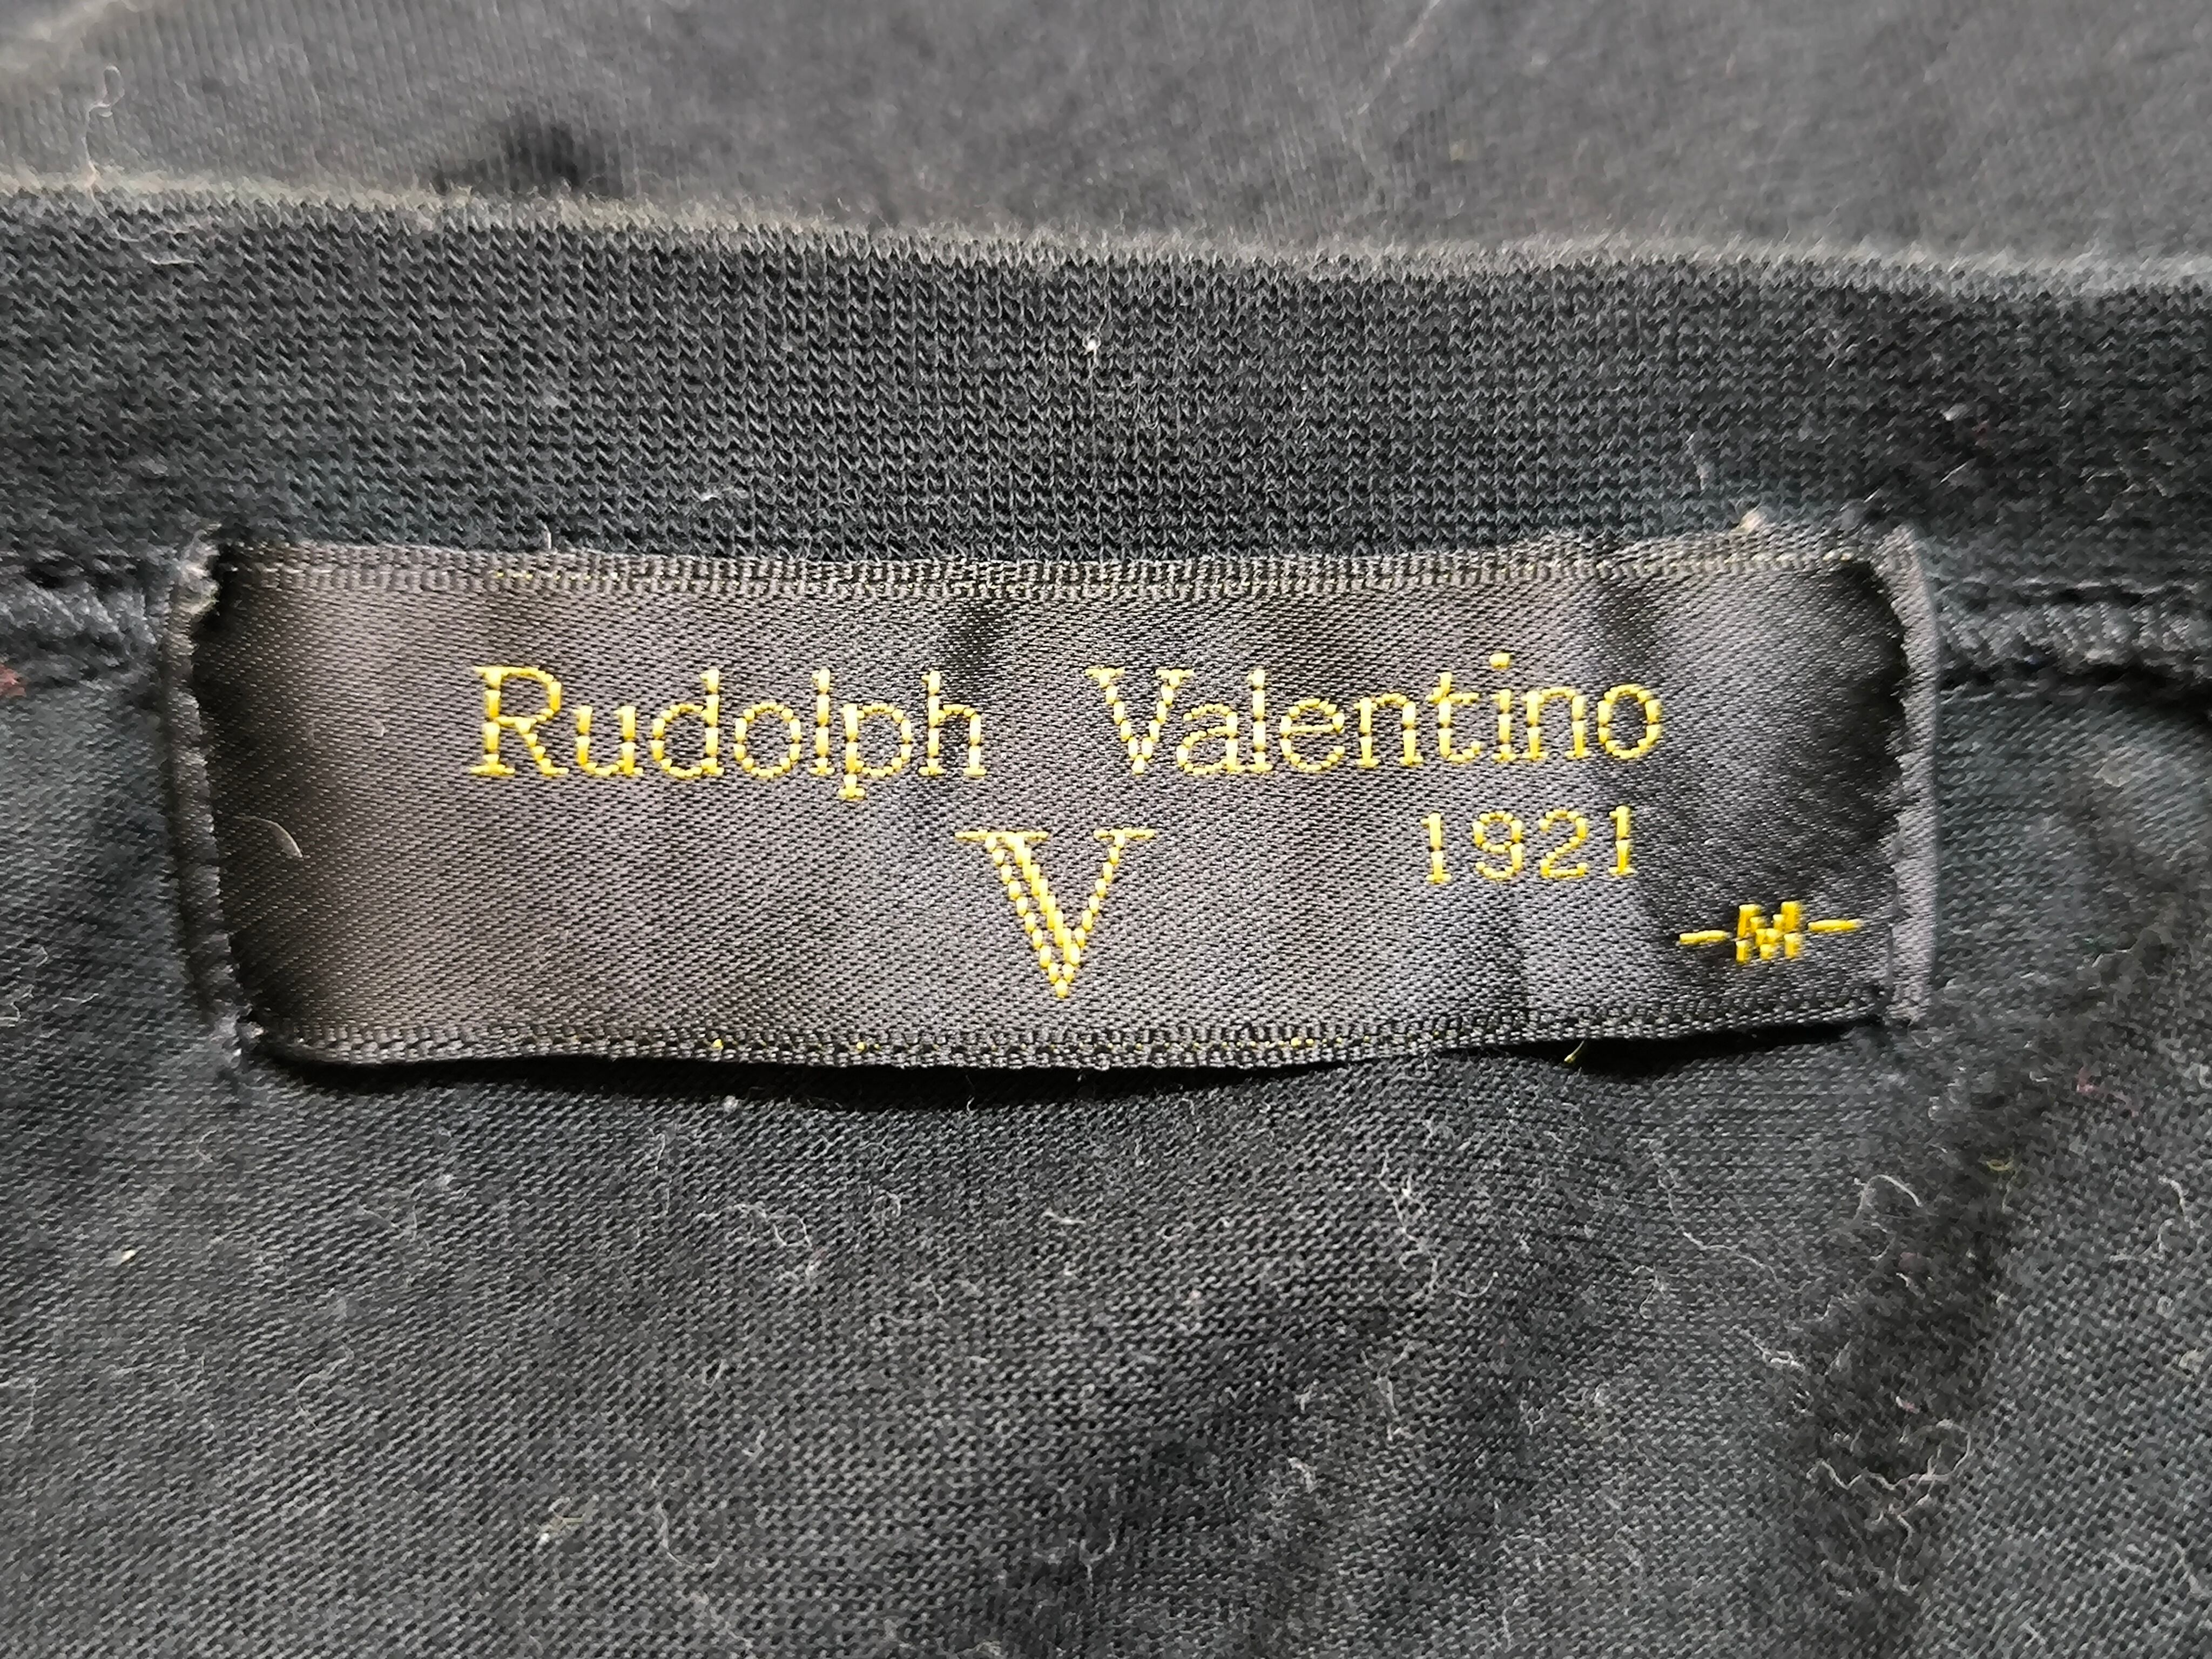 Rudolph Valentino
V 1921
-M-